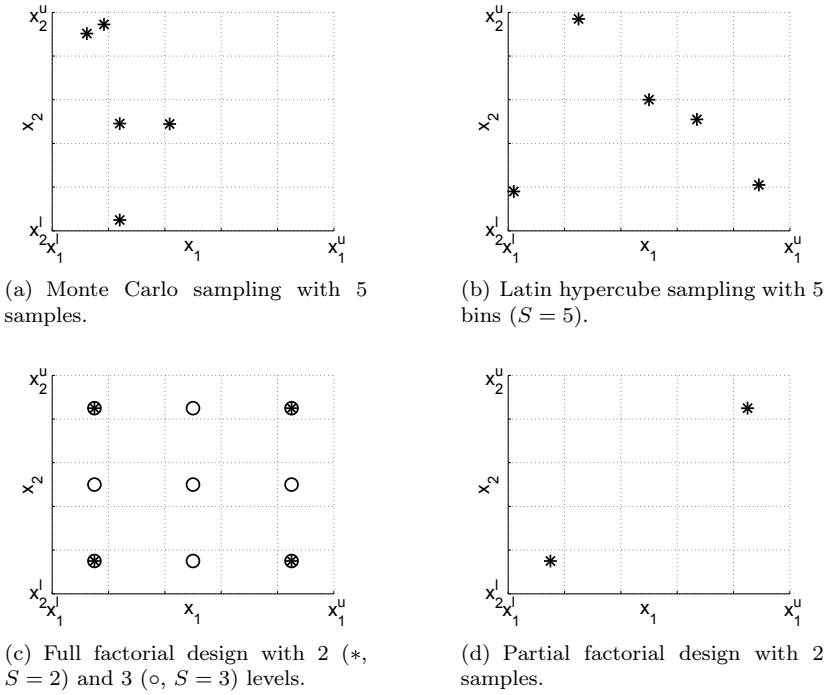 x₂ᵘ
x₂
x₂ˡ
x₁ˡ
x₁
x₁ᵘ
(a) Monte Carlo sampling with 5
samples.
x₂ᵘ
x₂
x₂ˡ
x₁ˡ
x₁
x₁ᵘ
(b) Latin hypercube sampling with 5
bins (S = 5).
x₂ᵘ
x₂
x₂ˡ
x₁ˡ
x₁
x₁ᵘ
(c) Full factorial design with 2 (∗,
S = 2) and 3 (◦, S = 3) levels.
x₂ᵘ
x₂
x₂ˡ
x₁ˡ
x₁
x₁ᵘ
(d) Partial factorial design with 2
samples.